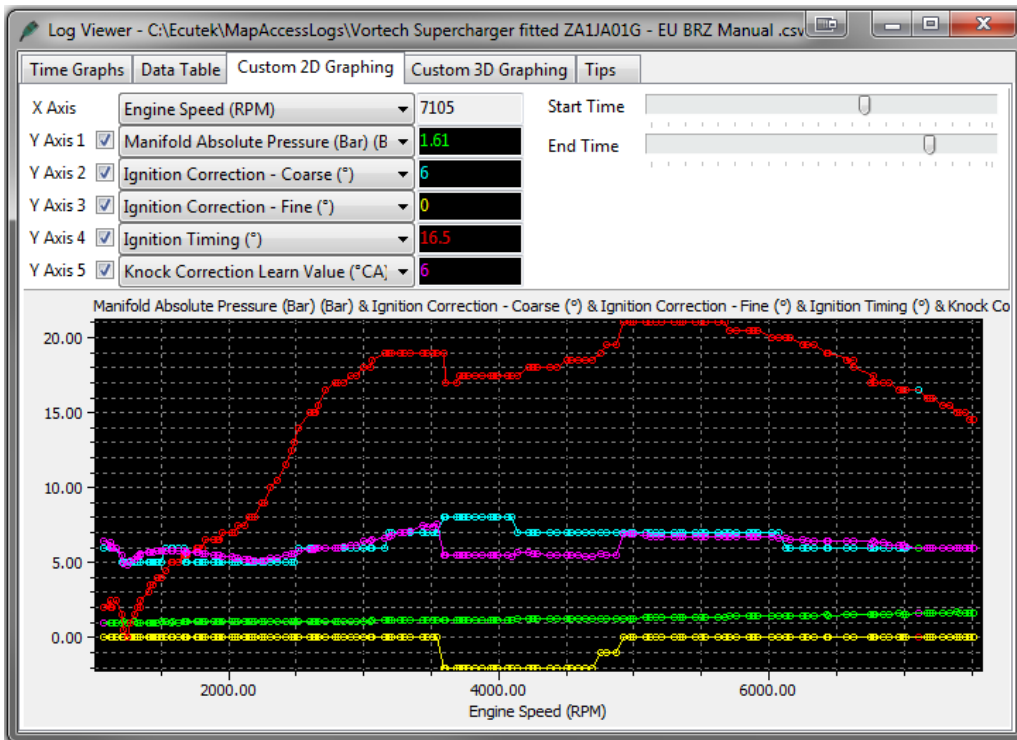 Log Viewer - C:\Ecutek\MapAccessLogs\Vortech Supercharger fitted ZA1JA01G - EU BRZ Manual .csv
Time Graphs Data Table Custom 2D Graphing Custom 3D Graphing Tips
X Axis Engine Speed (RPM) 7105 Start Time
Y Axis 1 Manifold Absolute Pressure (Bar) (B 1.61 End Time
Y Axis 2 Ignition Correction - Coarse (°) 6
Y Axis 3 Ignition Correction - Fine (°) 0
Y Axis 4 Ignition Timing (°) 16.5
Y Axis 5 Knock Correction Learn Value (°CA) 6
Manifold Absolute Pressure (Bar) (Bar) & Ignition Correction - Coarse (°) & Ignition Correction - Fine (°) & Ignition Timing (°) & Knock Co
20.00
15.00
10.00
5.00
0.00
2000.00 4000.00 6000.00
Engine Speed (RPM)